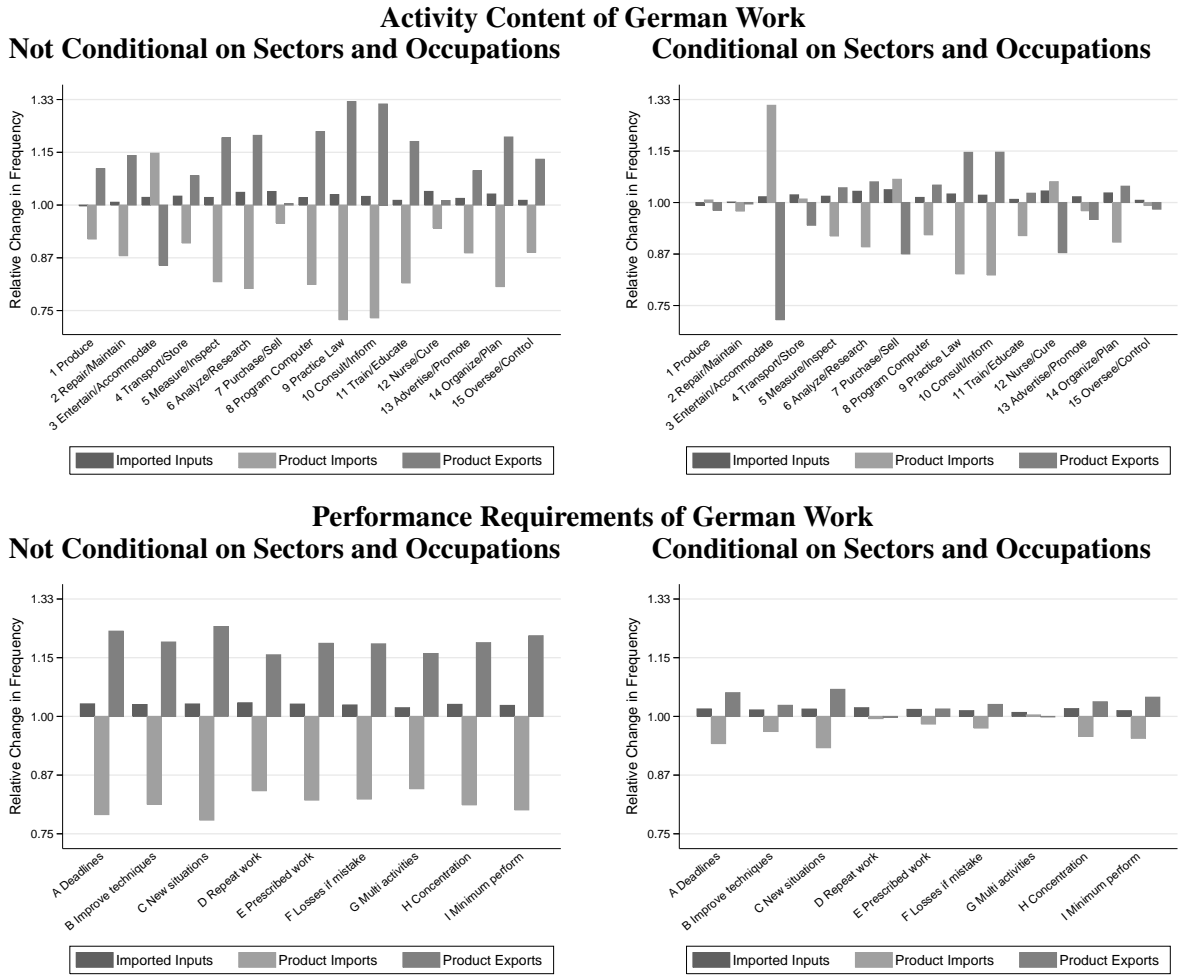 Activity Content of German Work
Not Conditional on Sectors and Occupations
Conditional on Sectors and Occupations
Relative Change in Frequency
1.33
1.15
1.00
0.87
0.75
1 Produce
2 Repair/Maintain
3 Entertain/Accommodate
4 Transport/Store
5 Measure/Inspect
6 Analyze/Research
7 Purchase/Sell
8 Program Computer
9 Practice Law
10 Consult/Inform
11 Train/Educate
12 Nurse/Cure
13 Advertise/Promote
14 Organize/Plan
15 Oversee/Control
Imported Inputs Product Imports Product Exports
Relative Change in Frequency
1.33
1.15
1.00
0.87
0.75
1 Produce
2 Repair/Maintain
3 Entertain/Accommodate
4 Transport/Store
5 Measure/Inspect
6 Analyze/Research
7 Purchase/Sell
8 Program Computer
9 Practice Law
10 Consult/Inform
11 Train/Educate
12 Nurse/Cure
13 Advertise/Promote
14 Organize/Plan
15 Oversee/Control
Imported Inputs Product Imports Product Exports
Performance Requirements of German Work
Not Conditional on Sectors and Occupations
Conditional on Sectors and Occupations
Relative Change in Frequency
1.33
1.15
1.00
0.87
0.75
A Deadlines
B Improve techniques
C New situations
D Repeat work
E Prescribed work
F Losses if mistake
G Multi activities
H Concentration
I Minimum perform
Imported Inputs Product Imports Product Exports
Relative Change in Frequency
1.33
1.15
1.00
0.87
0.75
A Deadlines
B Improve techniques
C New situations
D Repeat work
E Prescribed work
F Losses if mistake
G Multi activities
H Concentration
I Minimum perform
Imported Inputs Product Imports Product Exports